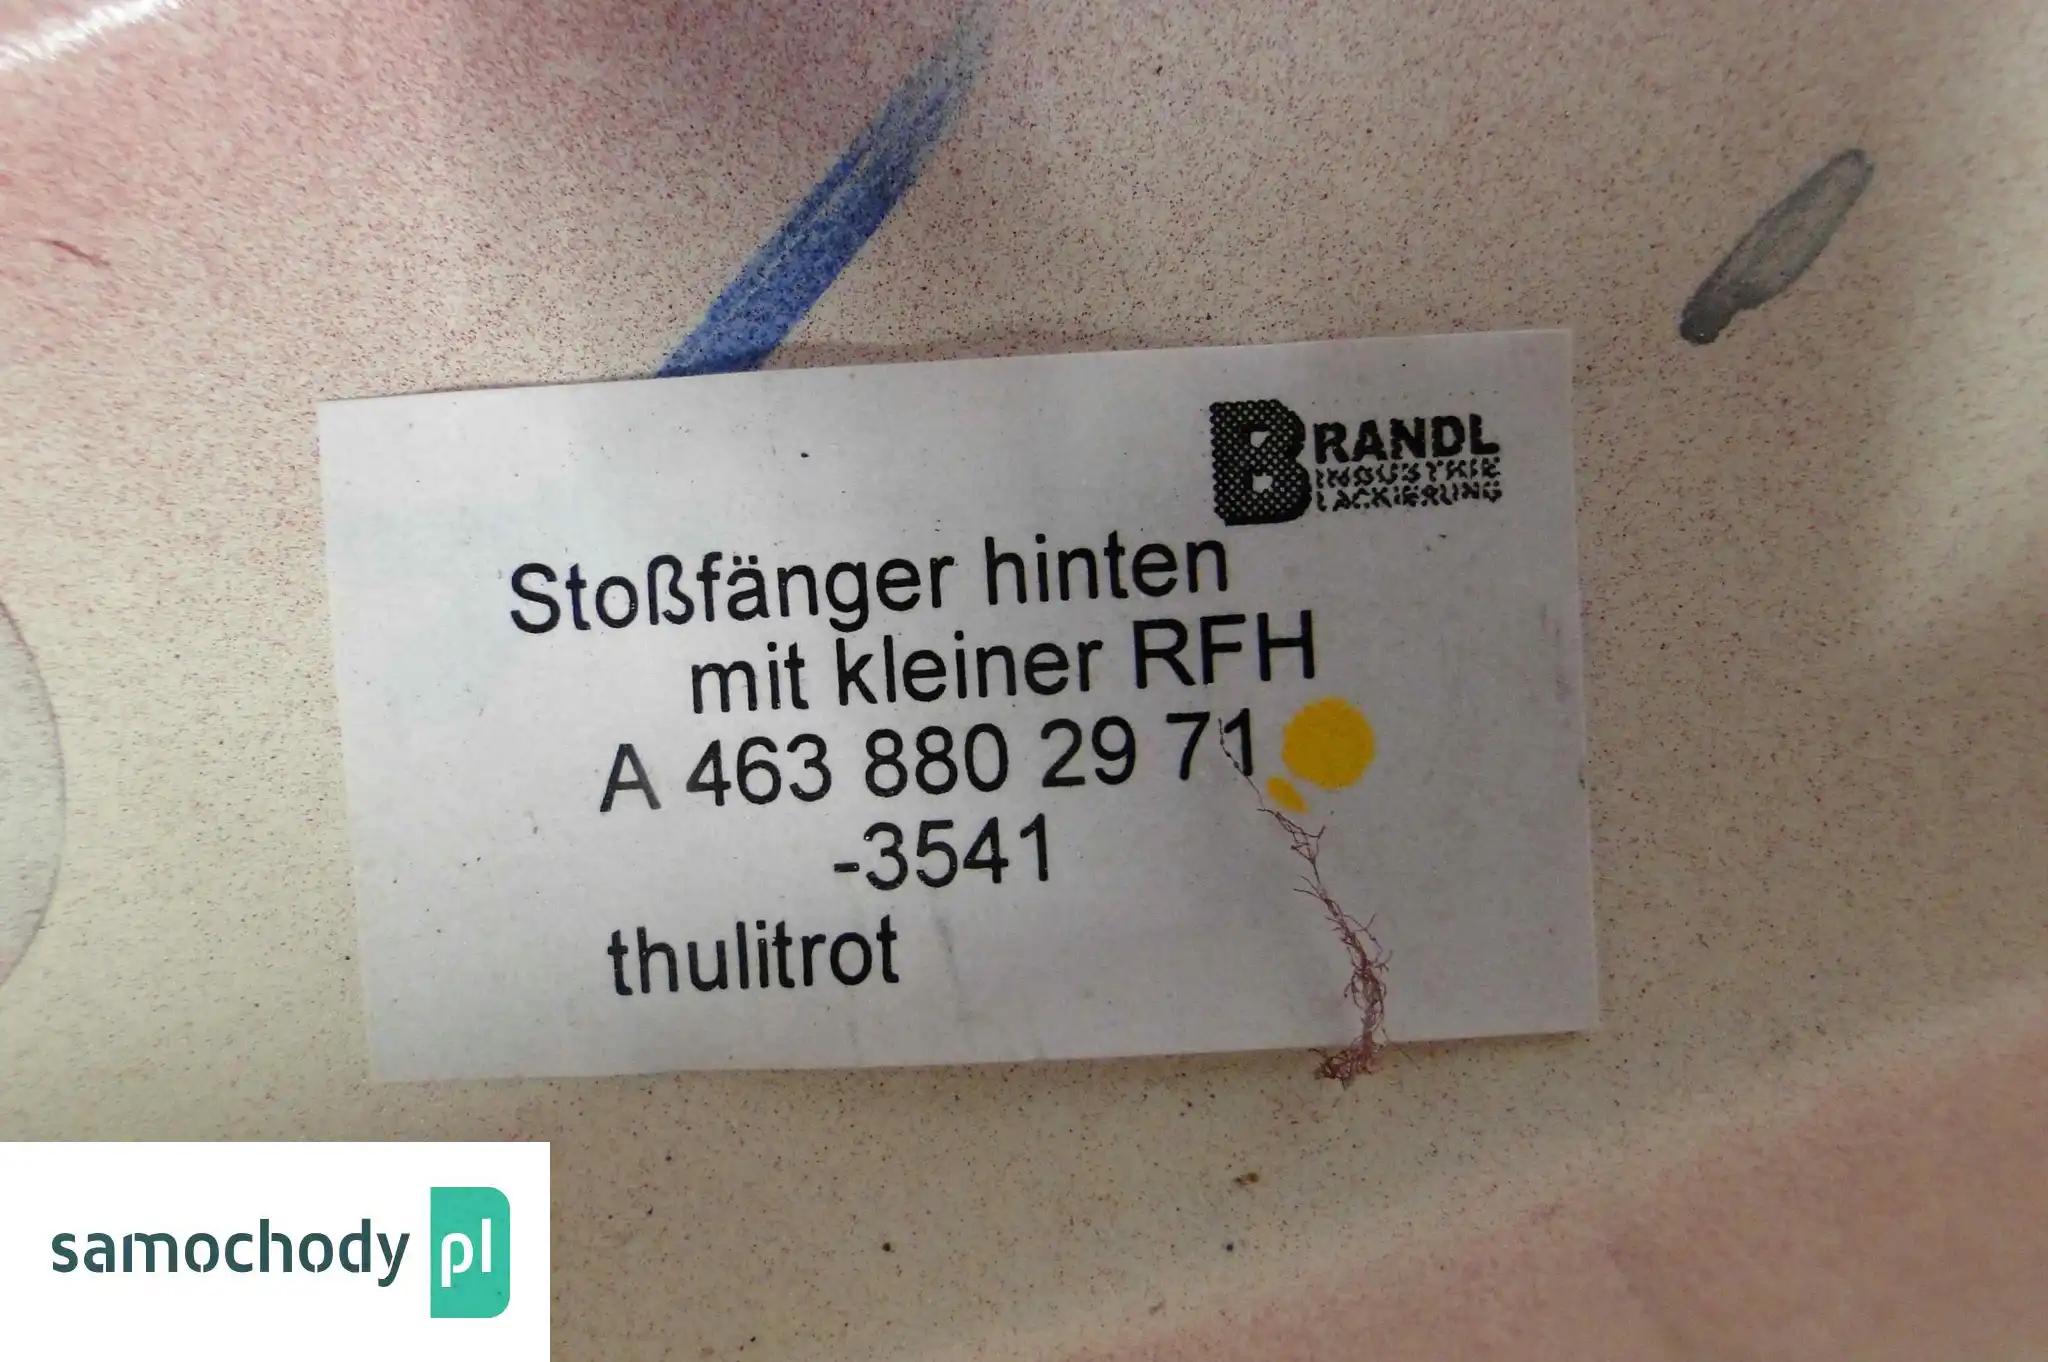 BRANDL
INDUSTRIE
LACKIERUNG
Stoßfänger hinten
mit kleiner RFH
A 463 880 29 71
-3541
thulitrot
samochody pl